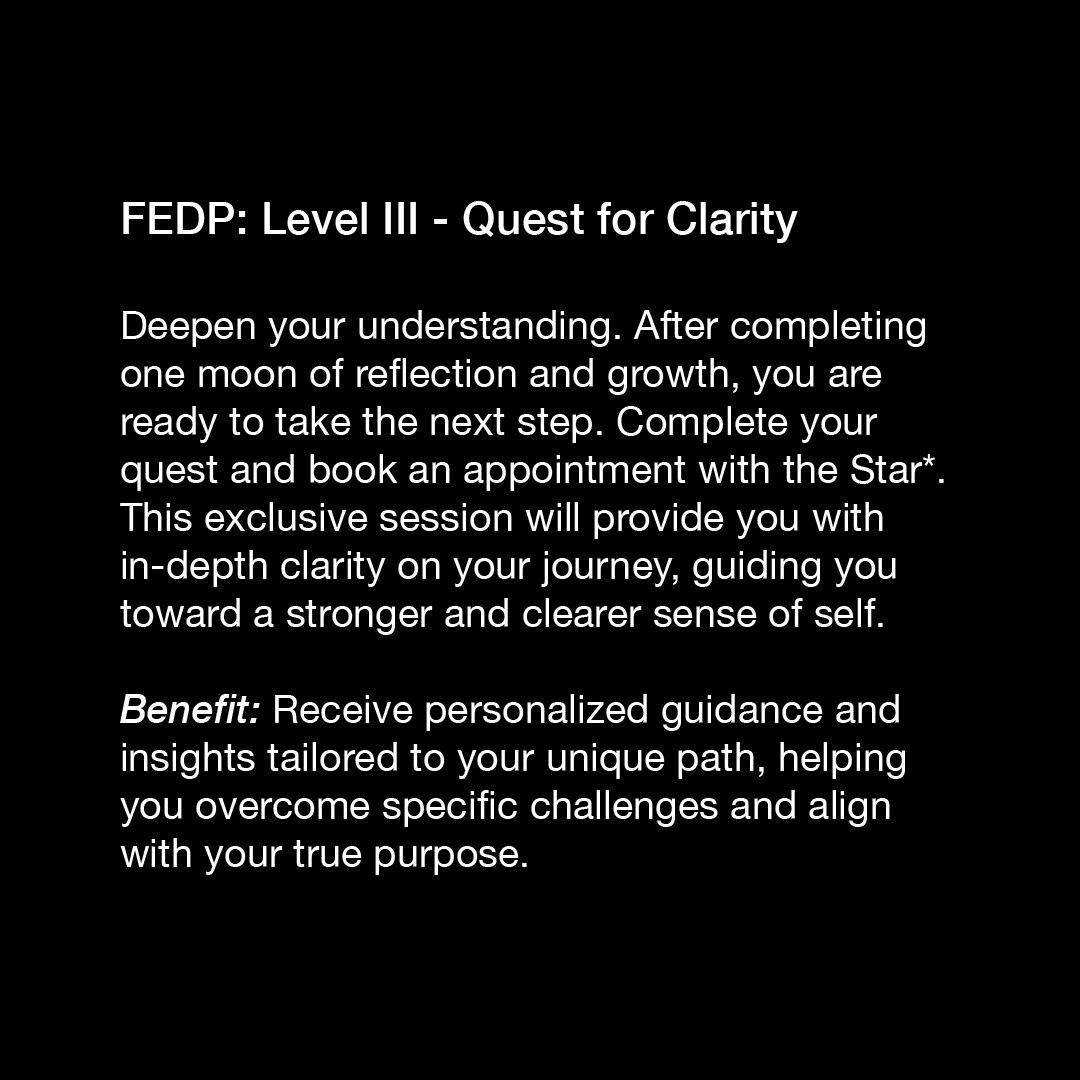 FEDP: Level III - Quest for Clarity
Deepen your understanding. After completing
one moon of reflection and growth, you are
ready to take the next step. Complete your
quest and book an appointment with the Star*.
This exclusive session will provide you with
in-depth clarity on your journey, guiding you
toward a stronger and clearer sense of self.
Benefit: Receive personalized guidance and
insights tailored to your unique path, helping
you overcome specific challenges and align
with your true purpose.